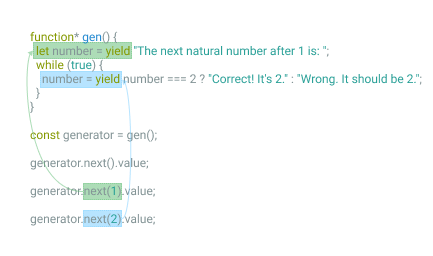 function* gen() {
let number = yield "The next natural number after 1 is: ";
while (true) {
number = yield number === 2 ? "Correct! It's 2." : "Wrong. It should be 2.";
}
}
const generator = gen();
generator.next().value;
generator.next(1).value;
generator.next(2).value;